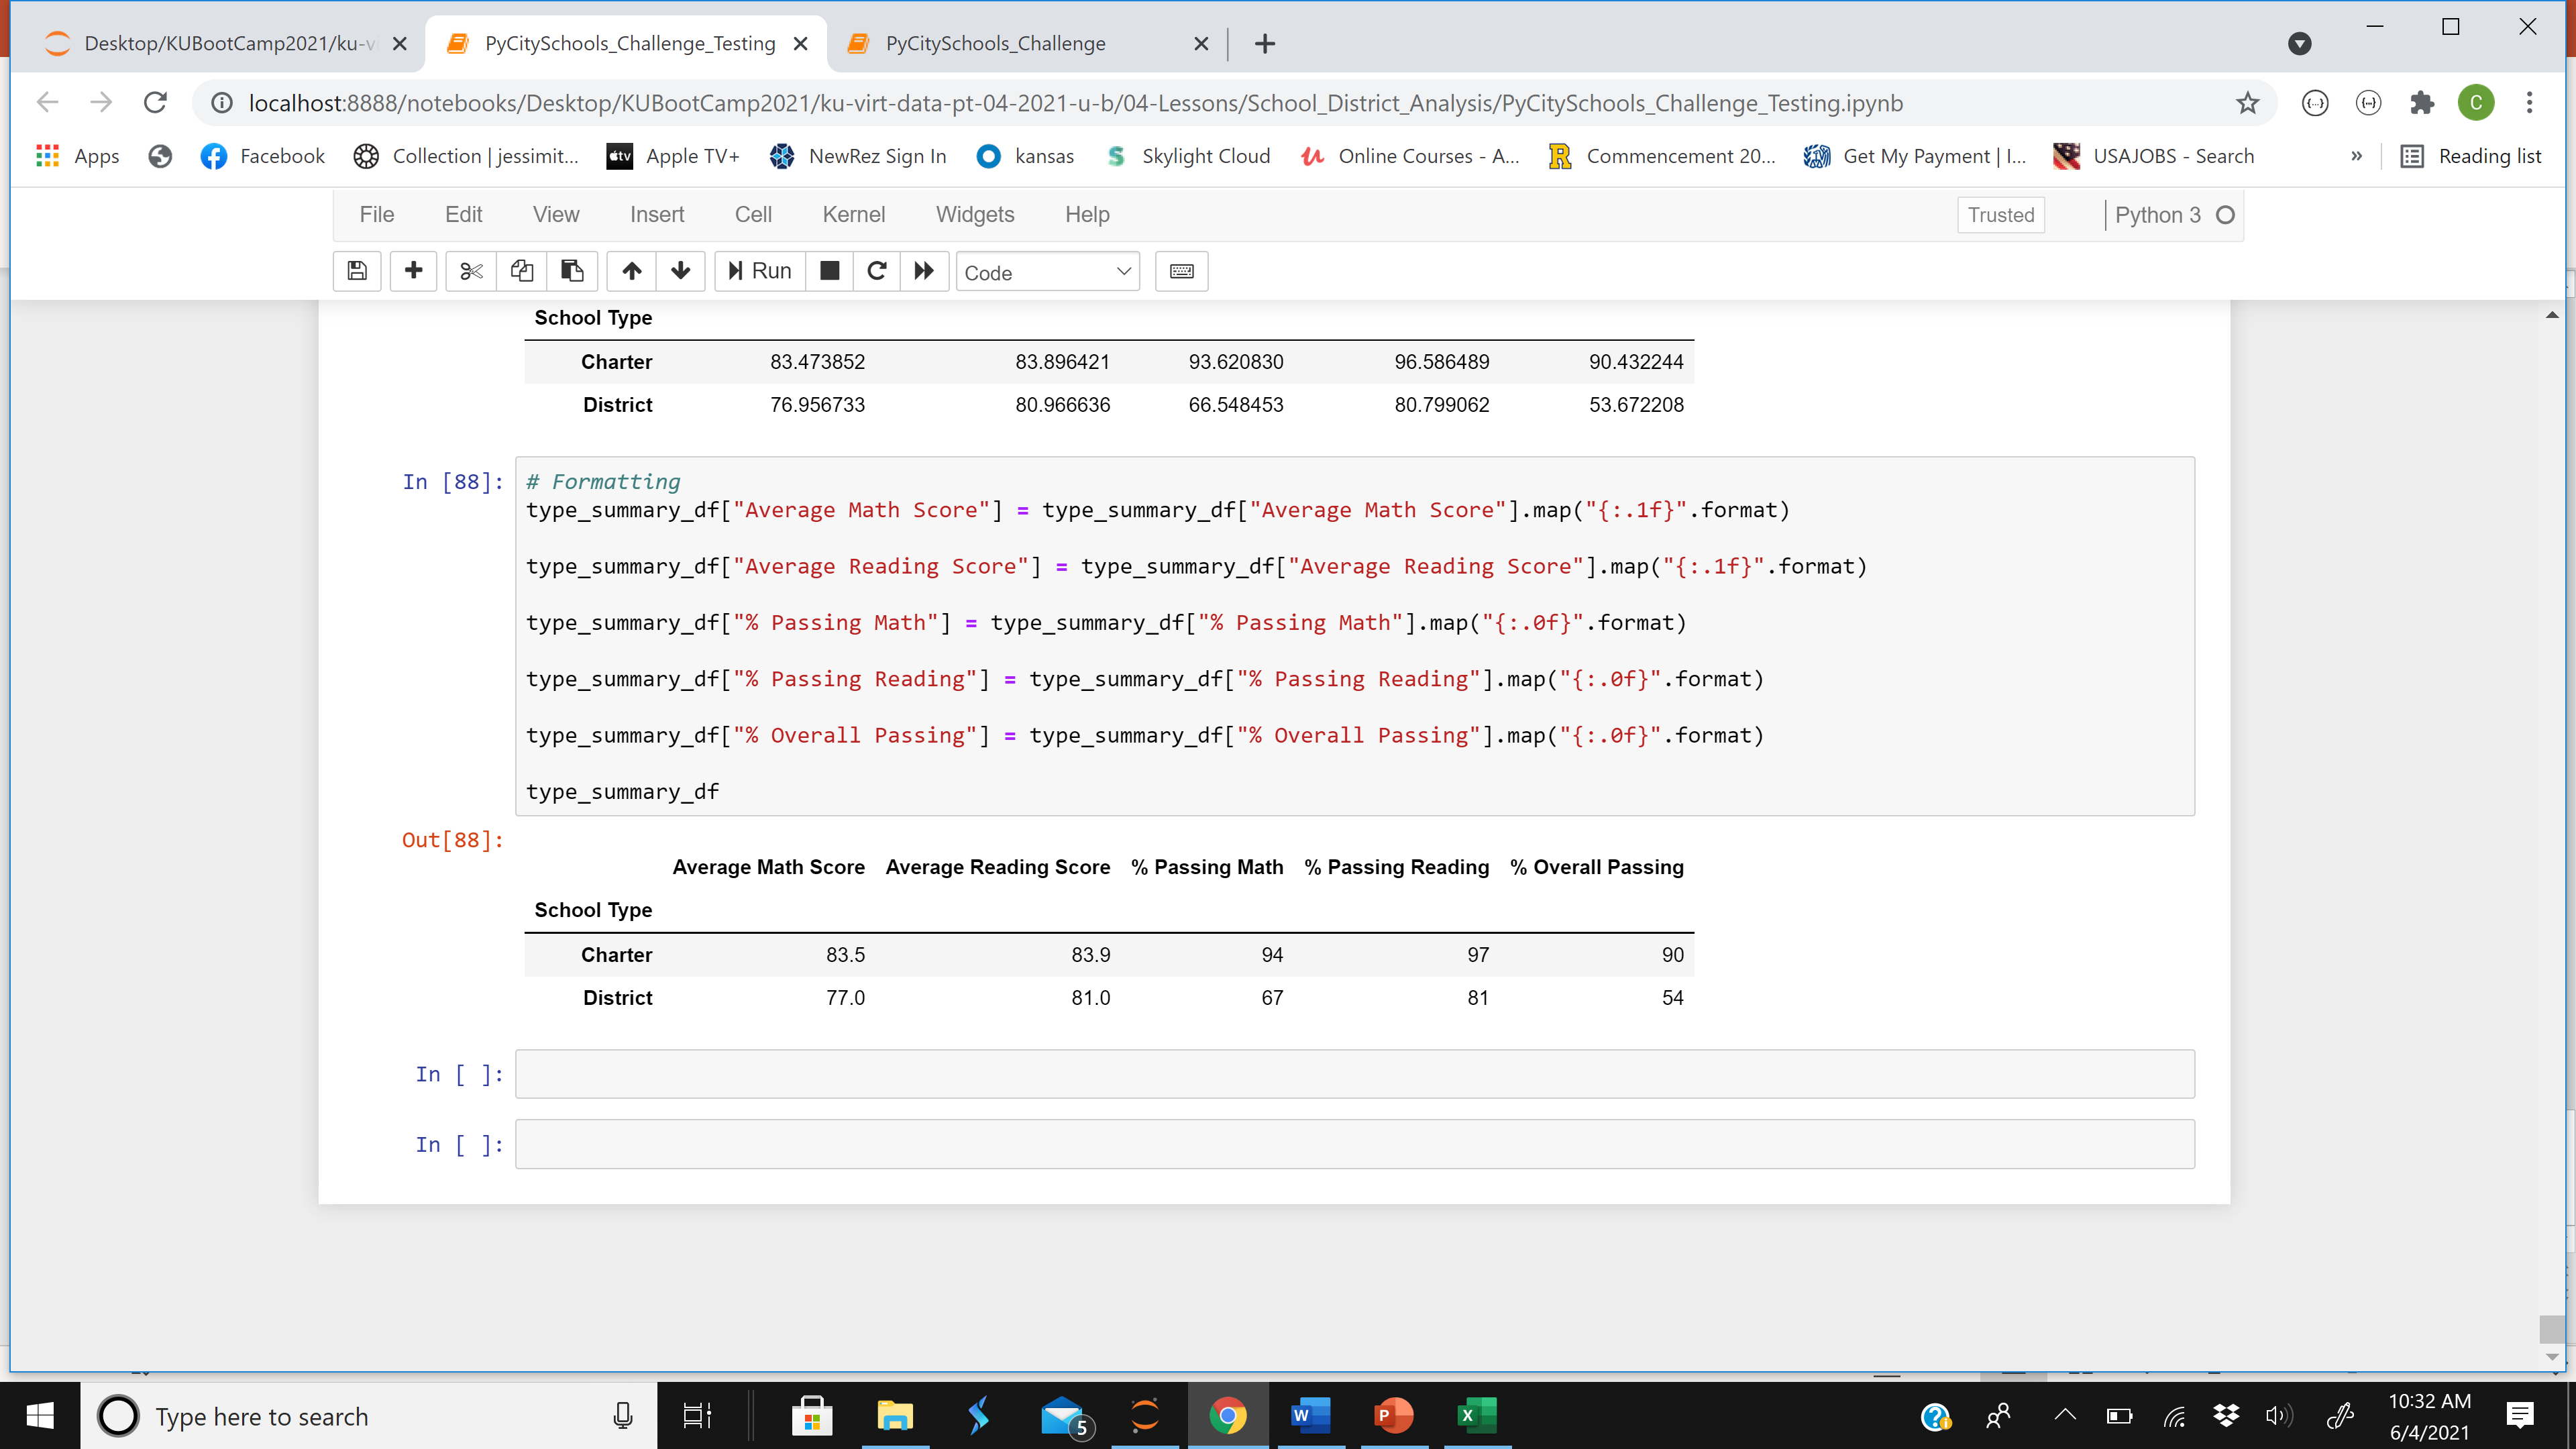 Desktop/KUBootCamp2021/ku-vi
PyCitySchools_Challenge_Testing
PyCitySchools_Challenge
localhost:8888/notebooks/Desktop/KUBootCamp2021/ku-virt-data-pt-04-2021-u-b/04-Lessons/School_District_Analysis/PyCitySchools_Challenge_Testing.ipynb
C
Apps Facebook Collection | jessimit... tv Apple TV+ NewRez Sign In kansas Skylight Cloud Online Courses - A... Commencement 20... Get My Payment | I... USAJOBS - Search » Reading list
File Edit View Insert Cell Kernel Widgets Help Trusted Python 3
Run Code
School Type
Charter 83.473852 83.896421 93.620830 96.586489 90.432244
District 76.956733 80.966636 66.548453 80.799062 53.672208
In [88]: # Formatting
type_summary_df["Average Math Score"] = type_summary_df["Average Math Score"].map("{:.1f}".format)
type_summary_df["Average Reading Score"] = type_summary_df["Average Reading Score"].map("{:.1f}".format)
type_summary_df["% Passing Math"] = type_summary_df["% Passing Math"].map("{:.0f}".format)
type_summary_df["% Passing Reading"] = type_summary_df["% Passing Reading"].map("{:.0f}".format)
type_summary_df["% Overall Passing"] = type_summary_df["% Overall Passing"].map("{:.0f}".format)
type_summary_df
Out[88]:
Average Math Score Average Reading Score % Passing Math % Passing Reading % Overall Passing
School Type
Charter 83.5 83.9 94 97 90
District 77.0 81.0 67 81 54
In [ ]:
In [ ]:
Type here to search
5
W
P
X
10:32 AM
6/4/2021